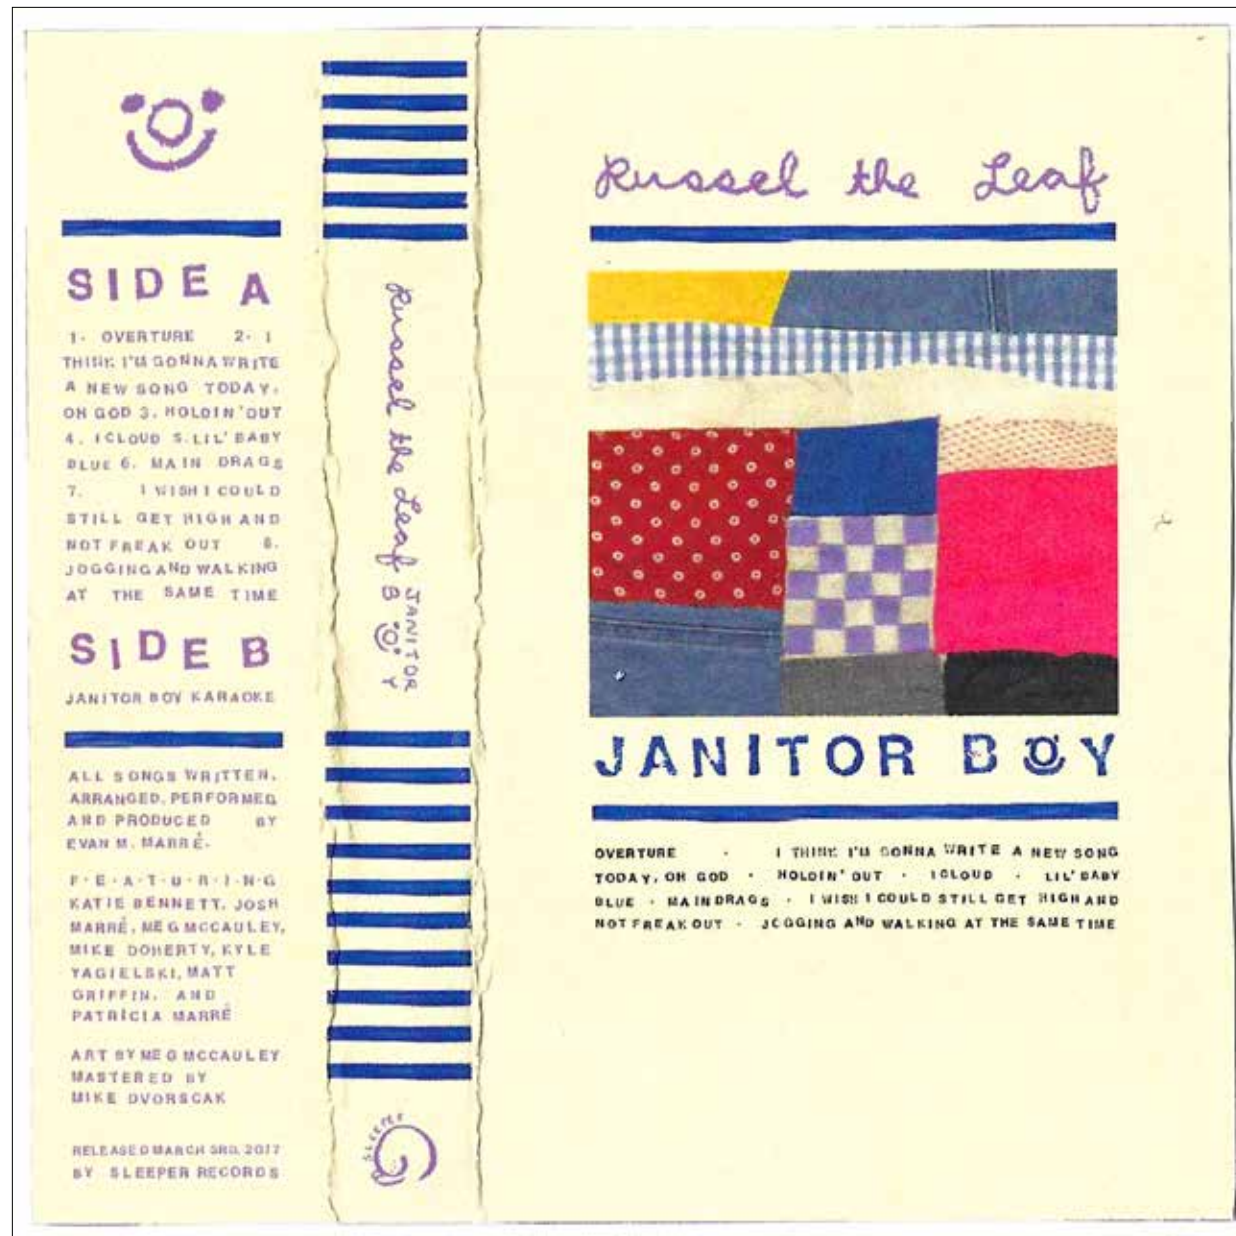 SIDE A
1. OVERTURE 2. I
THINK I'M GONNA WRITE
A NEW SONG TODAY,
OH GOD 3. HOLDIN' OUT
4. ICLOUD 5. LIL' BABY
BLUE 6. MAIN DRAGS
7. I WISH I COULD
STILL GET HIGH AND
NOT FREAK OUT 8.
JOGGING AND WALKING
AT THE SAME TIME
SIDE B
JANITOR BOY KARAOKE
ALL SONGS WRITTEN,
ARRANGED, PERFORMED
AND PRODUCED BY
EVAN M. MARRÉ.
F·E·A·T·U·R·I·N·G
KATIE BENNETT, JOSH
MARRÉ, MEG MCCAULEY,
MIKE DOHERTY, KYLE
YAGIELSKI, MATT
GRIFFIN, AND
PATRICIA MARRÉ
ART BY MEG MCCAULEY
MASTERED BY
MIKE DVORSCAK
RELEASED MARCH 3RD, 2017
BY SLEEPER RECORDS
Russel the Leaf
JANITOR
BOY
SLEEPER
Russel the Leaf
JANITOR BOY
OVERTURE · I THINK I'M GONNA WRITE A NEW SONG
TODAY, OH GOD · HOLDIN' OUT · ICLOUD · LIL' BABY
BLUE · MAIN DRAGS · I WISH I COULD STILL GET HIGH AND
NOT FREAK OUT · JOGGING AND WALKING AT THE SAME TIME